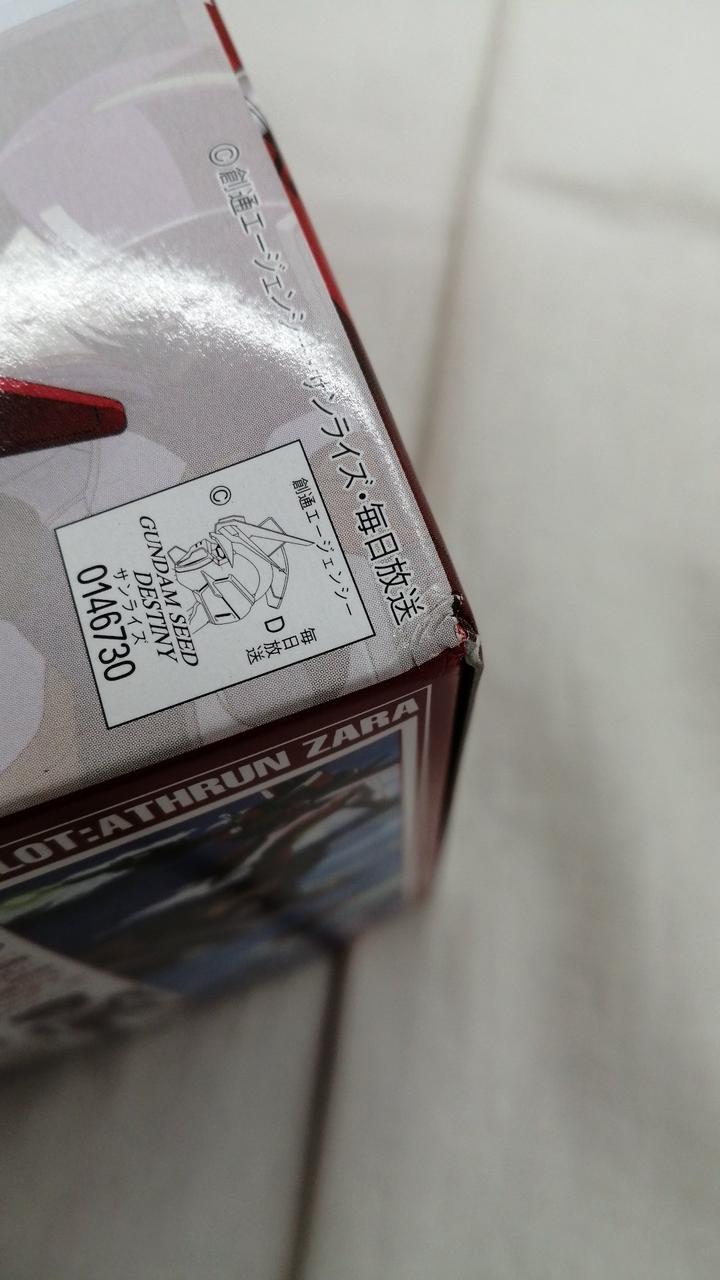 ©創通エージェンシー・サンライズ・毎日放送
創通エージェンシー
©
D
毎日
放送
GUNDAM SEED
DESTINY
サンライズ
0146730
LOT:ATHRUN ZARA